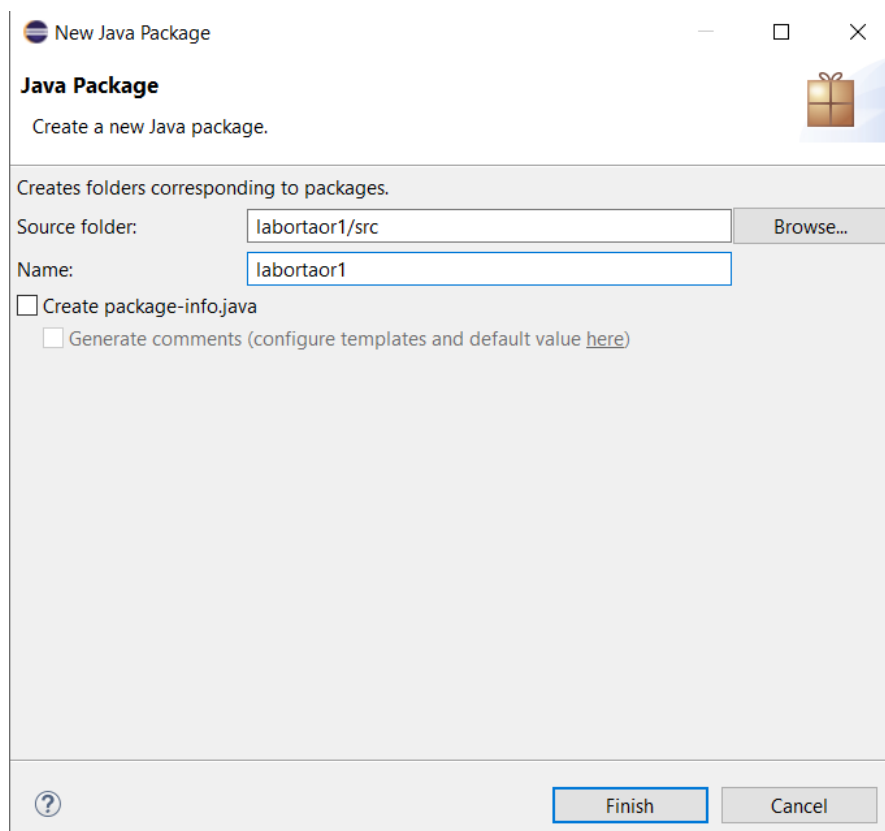 New Java Package
Java Package
Create a new Java package.
Creates folders corresponding to packages.
Source folder: labortaor1/src Browse...
Name: labortaor1
Create package-info.java
Generate comments (configure templates and default value here)
? Finish Cancel